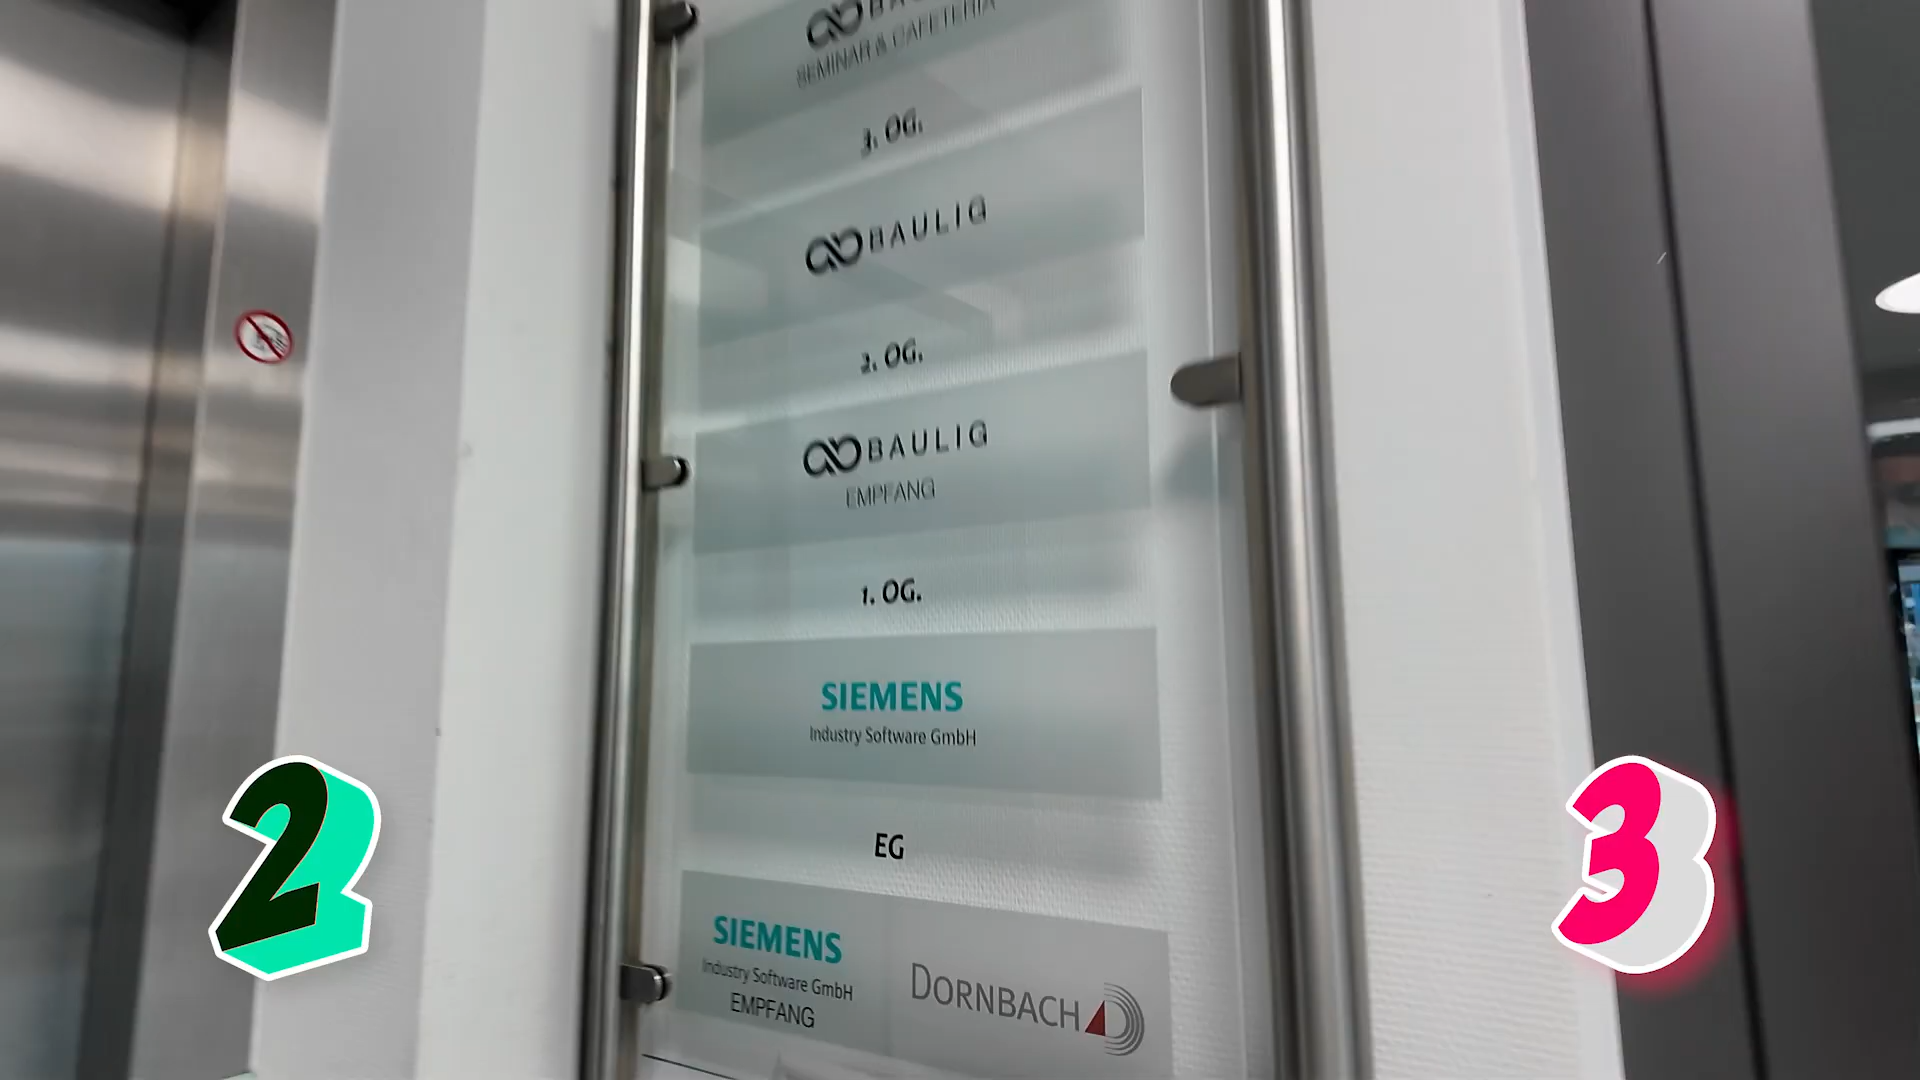 BAULIG
SEMINAR & CAFETERIA
3. OG.
BAULIG
2. OG.
BAULIG
EMPFANG
1. OG.
SIEMENS
Industry Software GmbH
EG
SIEMENS
Industry Software GmbH
EMPFANG
DORNBACH
2
3